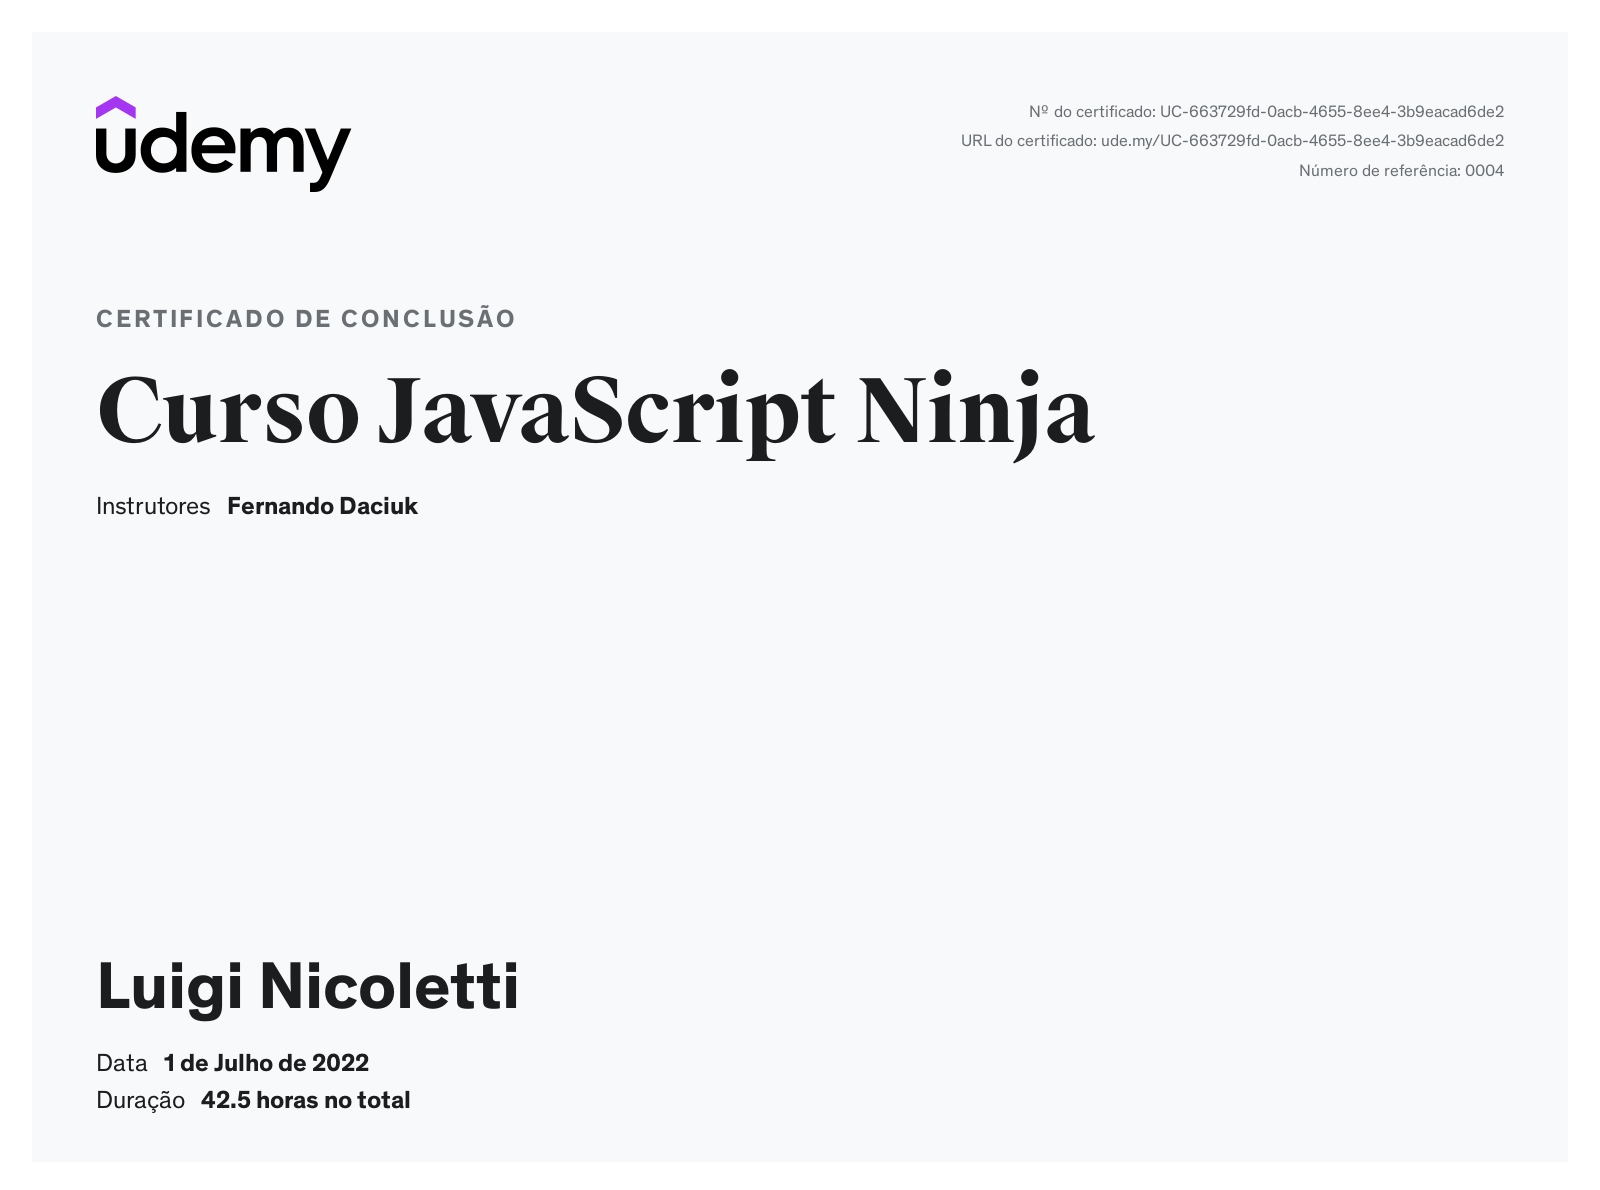 udemy
Nº do certificado: UC-663729fd-0acb-4655-8ee4-3b9eacad6de2
URL do certificado: ude.my/UC-663729fd-0acb-4655-8ee4-3b9eacad6de2
Número de referência: 0004
CERTIFICADO DE CONCLUSÃO
Curso JavaScript Ninja
Instrutores Fernando Daciuk
Luigi Nicoletti
Data 1 de Julho de 2022
Duração 42.5 horas no total